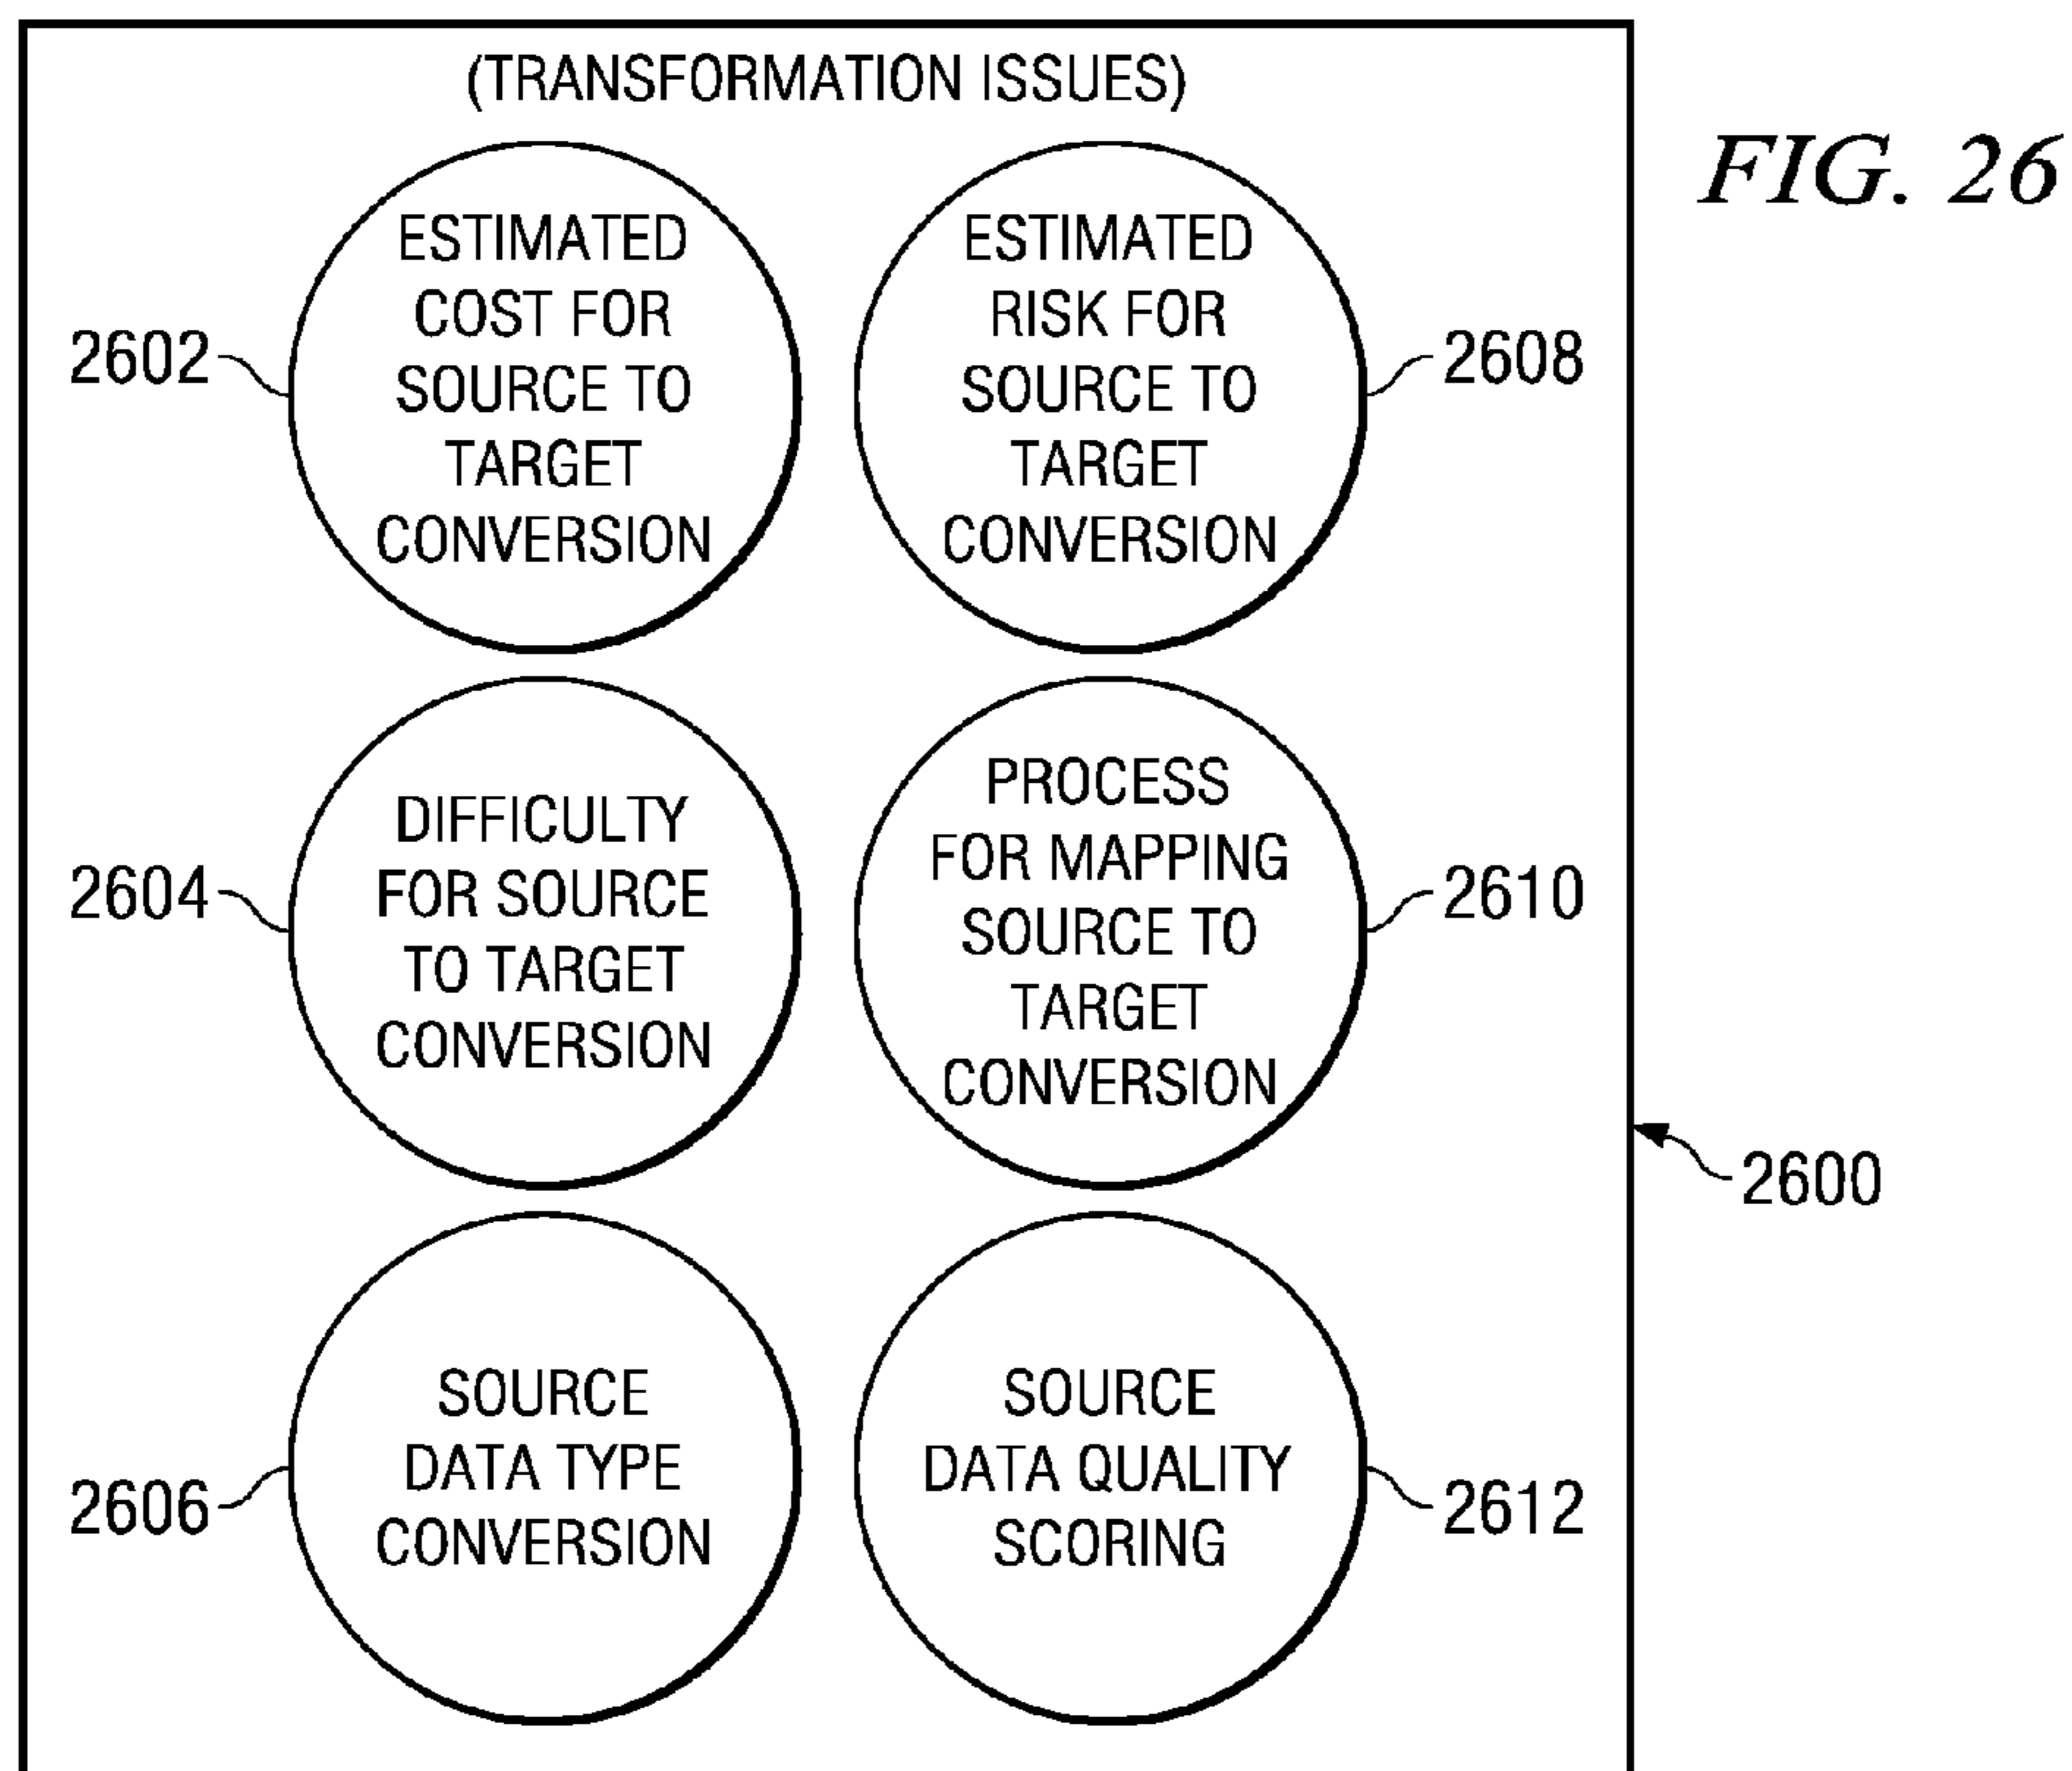 (TRANSFORMATION ISSUES)
FIG. 26
ESTIMATED
COST FOR
SOURCE TO
TARGET
CONVERSION
2602
ESTIMATED
RISK FOR
SOURCE TO
TARGET
CONVERSION
2608
DIFFICULTY
FOR SOURCE
TO TARGET
CONVERSION
2604
PROCESS
FOR MAPPING
SOURCE TO
TARGET
CONVERSION
2610
2600
SOURCE
DATA TYPE
CONVERSION
2606
SOURCE
DATA QUALITY
SCORING
2612